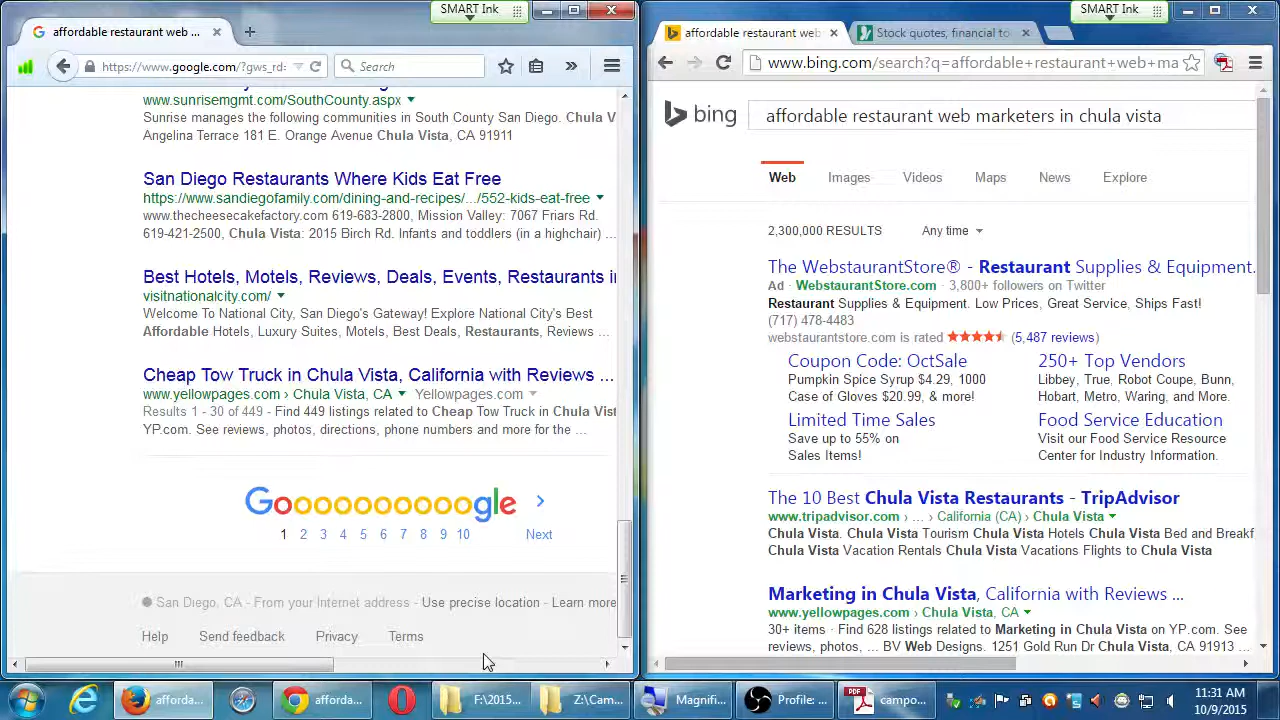 SMART Ink
affordable restaurant web ...
https://www.google.com/?gws_rd=
Search
www.sunrisemgmt.com/SouthCounty.aspx
Sunrise manages the following communities in South County San Diego. Chula V
Angelina Terrace 181 E. Orange Avenue Chula Vista, CA 91911
San Diego Restaurants Where Kids Eat Free
https://www.sandiegofamily.com/dining-and-recipes/.../552-kids-eat-free
www.thecheesecakefactory.com 619-683-2800, Mission Valley: 7067 Friars Rd.
619-421-2500, Chula Vista: 2015 Birch Rd. Infants and toddlers (in a highchair) ...
Best Hotels, Motels, Reviews, Deals, Events, Restaurants in
visitnationalcity.com/
Welcome To National City, San Diego's Gateway! Explore National City's Best
Affordable Hotels, Luxury Suites, Motels, Best Deals, Restaurants, Reviews ...
Cheap Tow Truck in Chula Vista, California with Reviews ...
www.yellowpages.com › Chula Vista, CA Yellowpages.com
Results 1 - 30 of 449 - Find 449 listings related to Cheap Tow Truck in Chula Vist
YP.com. See reviews, photos, directions, phone numbers and more for the ...
Goooooooooogle >
1 2 3 4 5 6 7 8 9 10 Next
San Diego, CA - From your Internet address - Use precise location - Learn more
Help Send feedback Privacy Terms
SMART Ink
affordable restaurant web
Stock quotes, financial to
www.bing.com/search?q=affordable+restaurant+web+ma
bing
affordable restaurant web marketers in chula vista
Web Images Videos Maps News Explore
2,300,000 RESULTS Any time
The WebstaurantStore® - Restaurant Supplies & Equipment.
Ad · WebstaurantStore.com · 3,800+ followers on Twitter
Restaurant Supplies & Equipment. Low Prices, Great Service, Ships Fast!
(717) 478-4483
webstaurantstore.com is rated (5,487 reviews)
Coupon Code: OctSale
Pumpkin Spice Syrup $4.29, 1000
Case of Gloves $20.99, & more!
250+ Top Vendors
Libbey, True, Robot Coupe, Bunn,
Hobart, Metro, Waring, and More.
Limited Time Sales
Save up to 55% on
Sales Items!
Food Service Education
Visit our Food Service Resource
Center for Industry Information.
The 10 Best Chula Vista Restaurants - TripAdvisor
www.tripadvisor.com › ... › California (CA) › Chula Vista
Chula Vista. Chula Vista Tourism Chula Vista Hotels Chula Vista Bed and Breakf
Chula Vista Vacation Rentals Chula Vista Vacations Flights to Chula Vista
Marketing in Chula Vista, California with Reviews ...
www.yellowpages.com › Chula Vista, CA
30+ items · Find 628 listings related to Marketing in Chula Vista on YP.com. See
reviews, photos, ... BV Web Designs. 1251 Gold Run Dr Chula Vista, CA 91913 ...
afforda...
afforda...
F:\2015...
Z:\Cam...
Magnifi...
Profile: ...
PDF
campo...
11:31 AM
10/9/2015